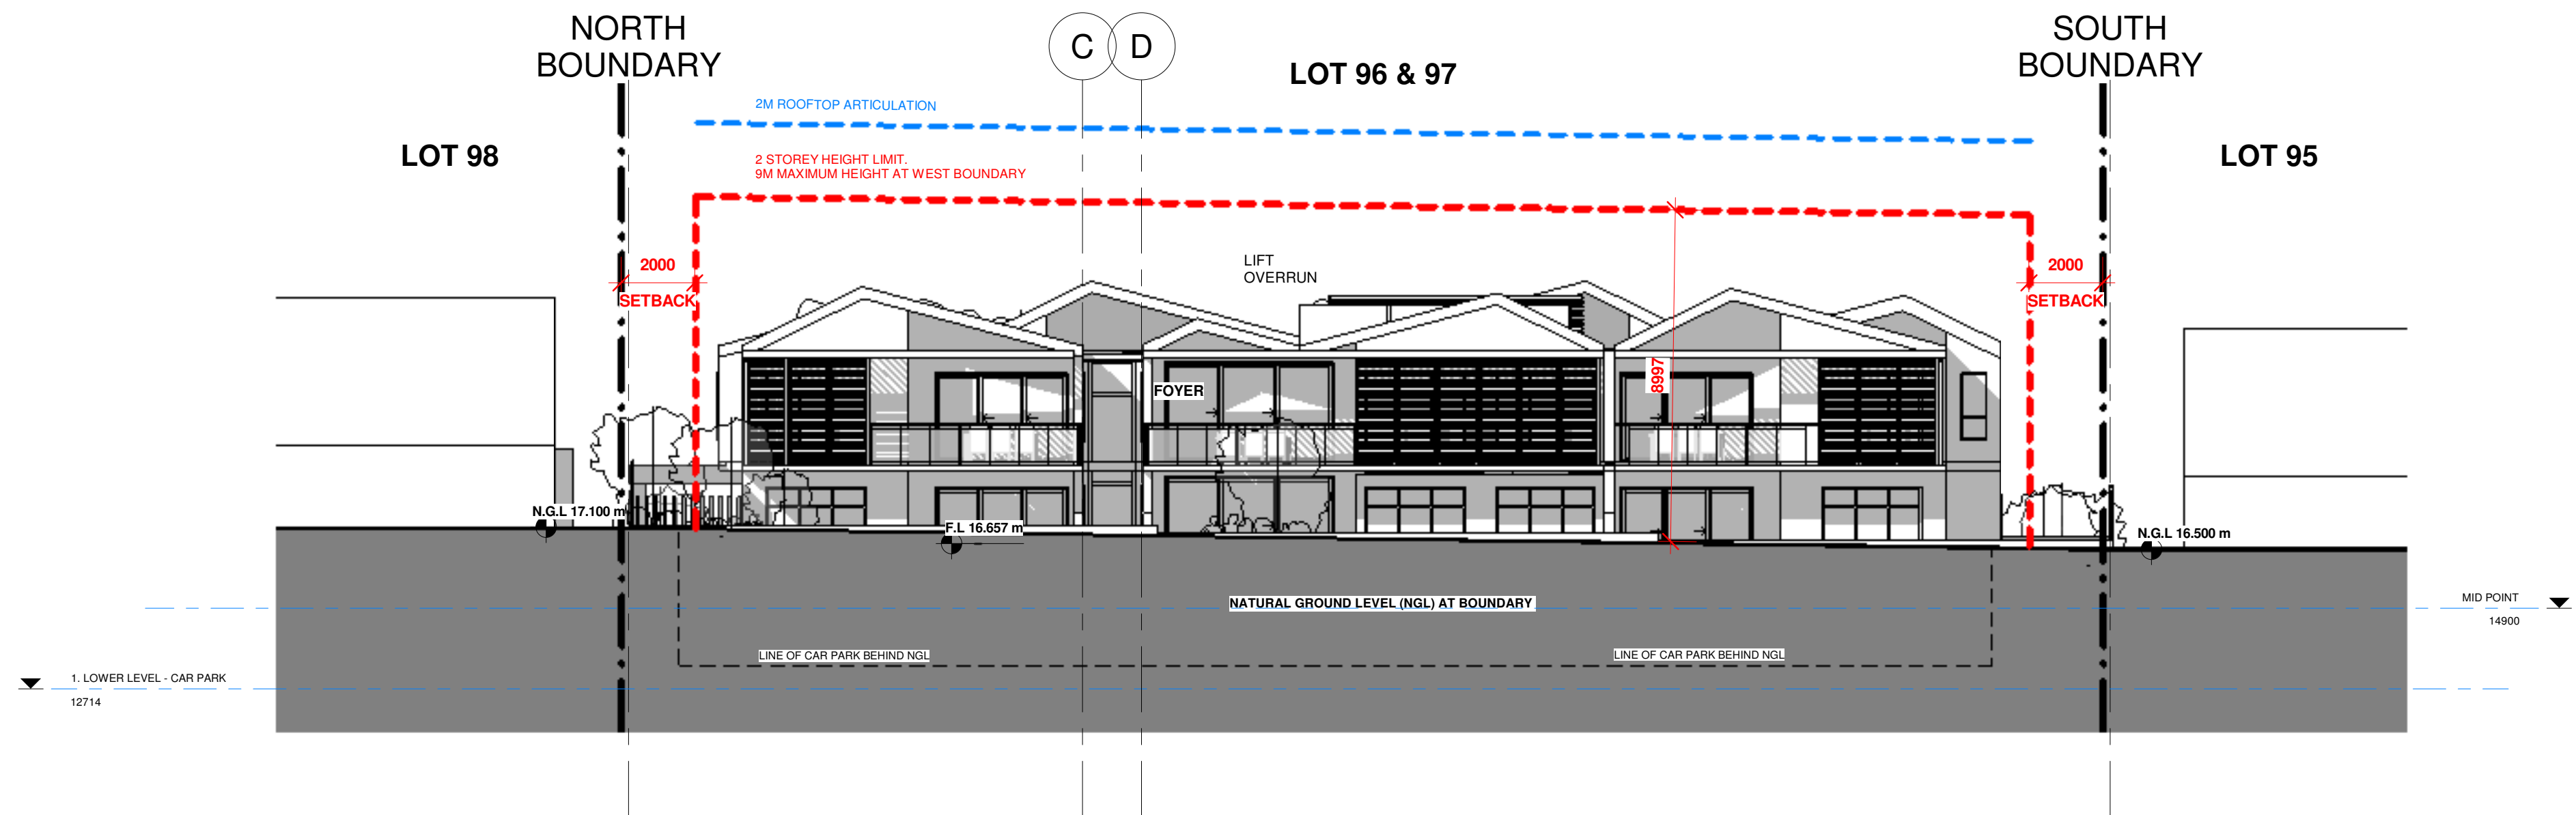 NORTH
BOUNDARY
C
D
LOT 96 & 97
SOUTH
BOUNDARY
2M ROOFTOP ARTICULATION
LOT 98
2 STOREY HEIGHT LIMIT.
9M MAXIMUM HEIGHT AT WEST BOUNDARY
LOT 95
2000
SETBACK
LIFT
OVERRUN
2000
SETBACK
8997
FOYER
N.G.L 17.100 m
F.L 16.657 m
N.G.L 16.500 m
NATURAL GROUND LEVEL (NGL) AT BOUNDARY
MID POINT
14900
LINE OF CAR PARK BEHIND NGL
LINE OF CAR PARK BEHIND NGL
1. LOWER LEVEL - CAR PARK
12714